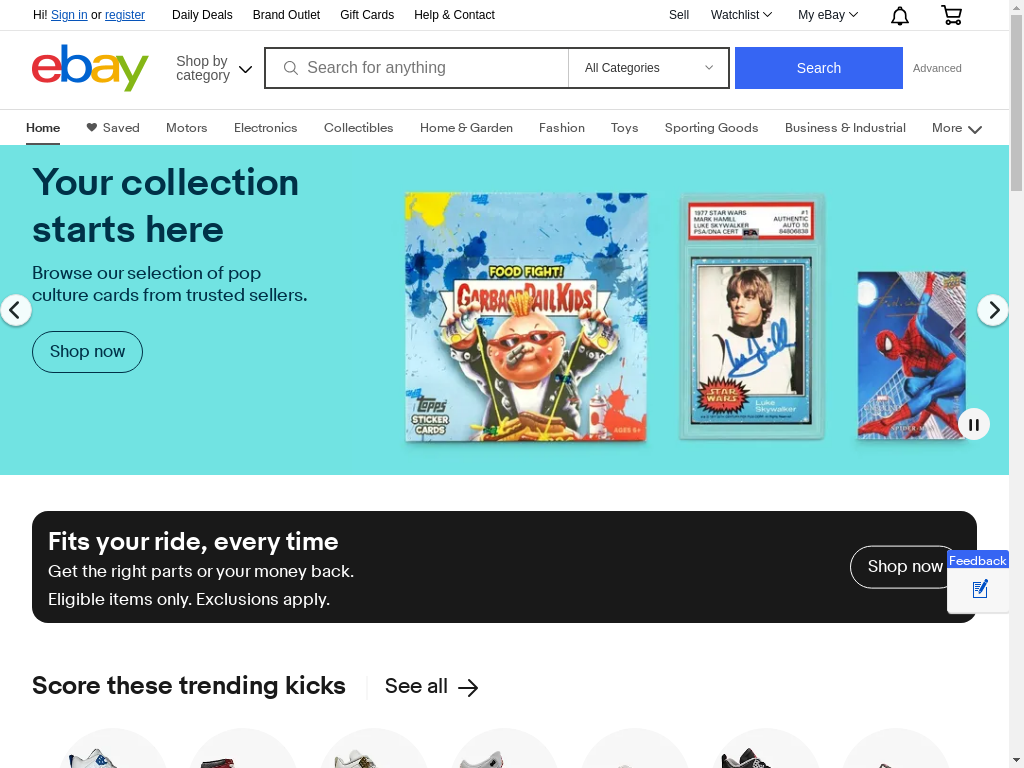 Hi! Sign in or register
Daily Deals
Brand Outlet
Gift Cards
Help & Contact
Sell
Watchlist
My eBay
ebay
Shop by
category
Search for anything
All Categories
Search
Advanced
Home
Saved
Motors
Electronics
Collectibles
Home & Garden
Fashion
Toys
Sporting Goods
Business & Industrial
More
Your collection
starts here
Browse our selection of pop
culture cards from trusted sellers.
Shop now
FOOD FIGHT!
GARBAGE PAIL KIDS
Topps
STICKER
CARDS
AGES 5+
1977 STAR WARS
MARK HAMILL
LUKE SKYWALKER
PSA/DNA CERT
#1
AUTHENTIC
AUTO 10
84806838
STAR
WARS
Luke
Skywalker
Fits your ride, every time
Get the right parts or your money back.
Eligible items only. Exclusions apply.
Shop now
Feedback
Score these trending kicks
See all